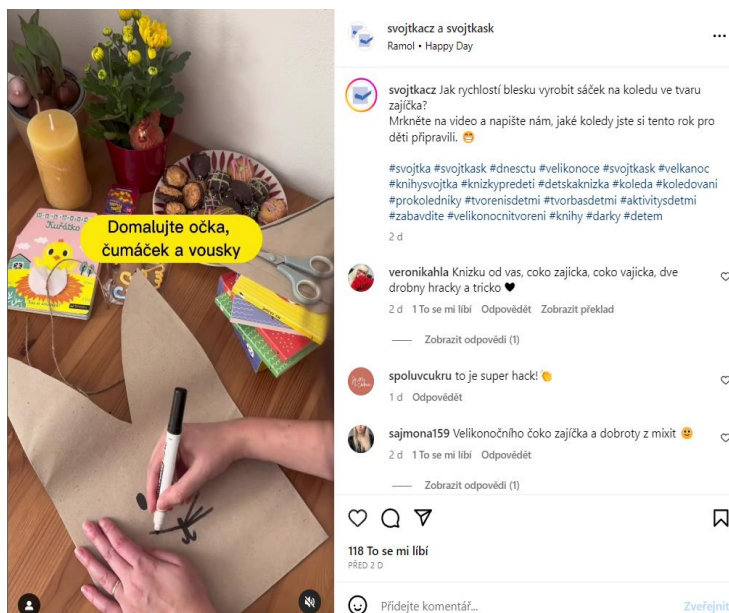 Kuřátko
Domalujte očka,
čumáček a vousky
svojtkacz a svojtkask
Ramol • Happy Day
svojtkacz Jak rychlostí blesku vyrobit sáček na koledu ve tvaru
zajíčka?
Mrkněte na video a napište nám, jaké koledy jste si tento rok pro
děti připravili. 😁
#svojtka #svojtkask #dnesctu #velikonoce #svojtkask #velkanoc
#knihysvojtka #knizkypredeti #detskaknizka #koleda #koledovani
#prokoledniky #tvorenisdetmi #tvorbasdetmi #aktivitysdetmi
#zabavdite #velikonocnitvoreni #knihy #darky #detem
2 d
veronikahla Knizku od vas, coko zajicka, coko vajicka, dve
drobny hracky a tricko 🖤
2 d 1 To se mi líbí Odpovědět Zobrazit překlad
Zobrazit odpovědi (1)
spoluvcukru to je super hack! 👏
1 d Odpovědět
sajmona159 Velikonočního čoko zajíčka a dobroty z mixit 🙂
2 d 1 To se mi líbí Odpovědět
Zobrazit odpovědi (1)
118 To se mi líbí
PŘED 2 D
Přidejte komentář...
Zveřejnit